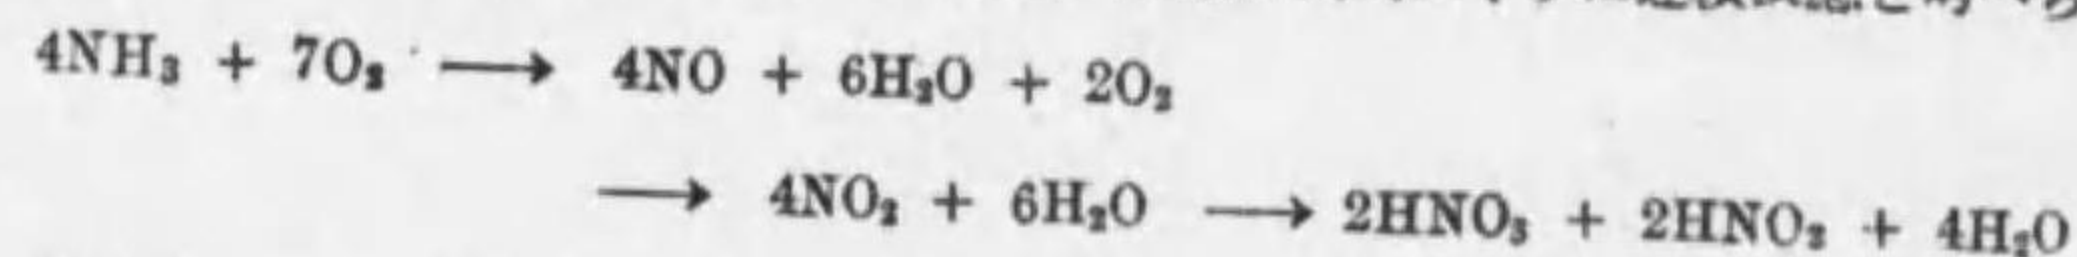 4NH₃ + 7O₂ ⟶ 4NO + 6H₂O + 2O₂
⟶ 4NO₂ + 6H₂O ⟶ 2HNO₃ + 2HNO₂ + 4H₂O